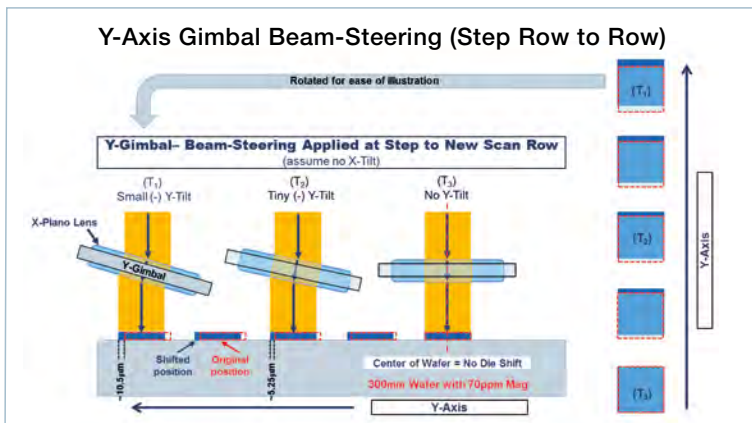 Y-Axis Gimbal Beam-Steering (Step Row to Row)
Rotated for ease of illustration
(T₁)
Y-Gimbal– Beam-Steering Applied at Step to New Scan Row
(assume no X-Tilt)
(T₁)
Small (-) Y-Tilt
(T₂)
Tiny (-) Y-Tilt
(T₃)
No Y-Tilt
X-Plano Lens
Y-Gimbal
(T₂)
Y-Axis
Shifted
position
Original
position
~10.5µm
~5.25µm
Center of Wafer = No Die Shift
300mm Wafer with 70ppm Mag
Y-Axis
(T₃)